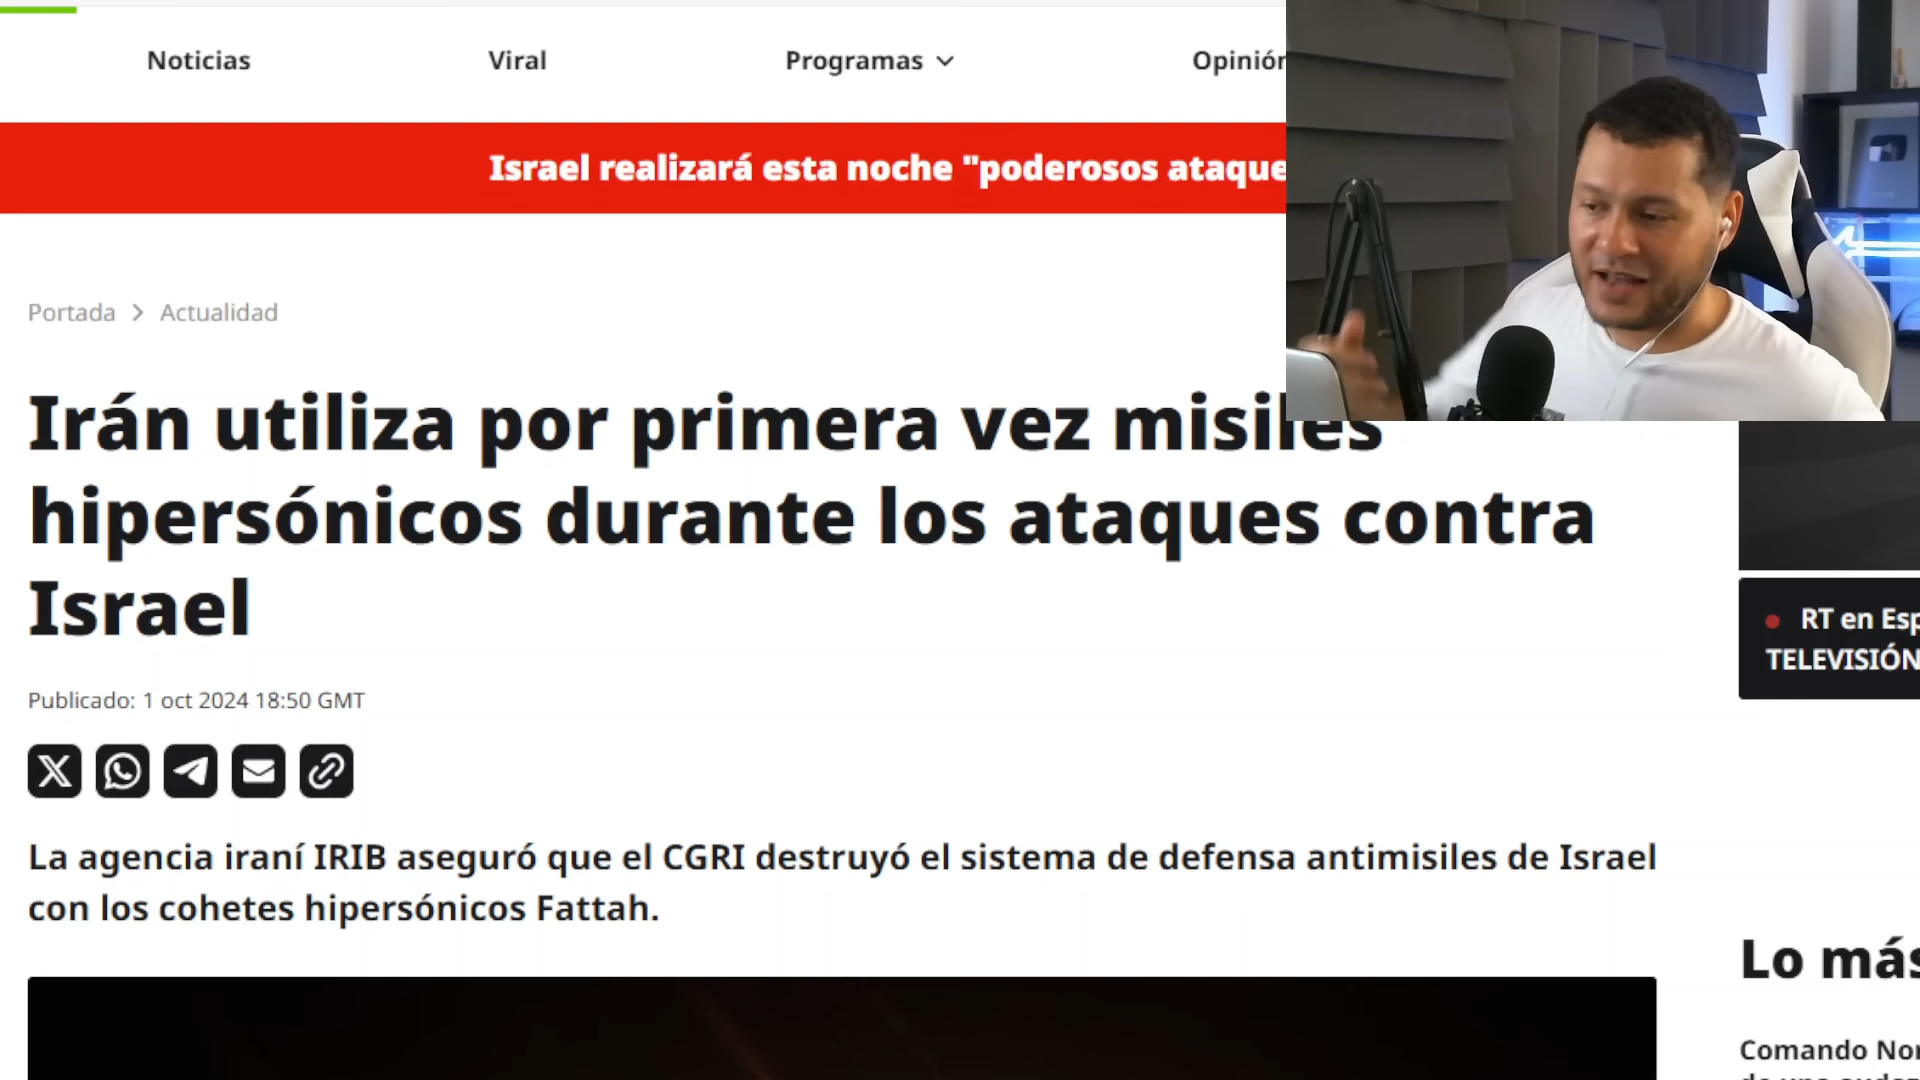 Noticias
Viral
Programas
Opinión
Israel realizará esta noche "poderosos ataque
Portada > Actualidad
Irán utiliza por primera vez misiles
hipersónicos durante los ataques contra
Israel
Publicado: 1 oct 2024 18:50 GMT
La agencia iraní IRIB aseguró que el CGRI destruyó el sistema de defensa antimisiles de Israel
con los cohetes hipersónicos Fattah.
RT en Esp
TELEVISIÓN
Lo más
Comando Nor